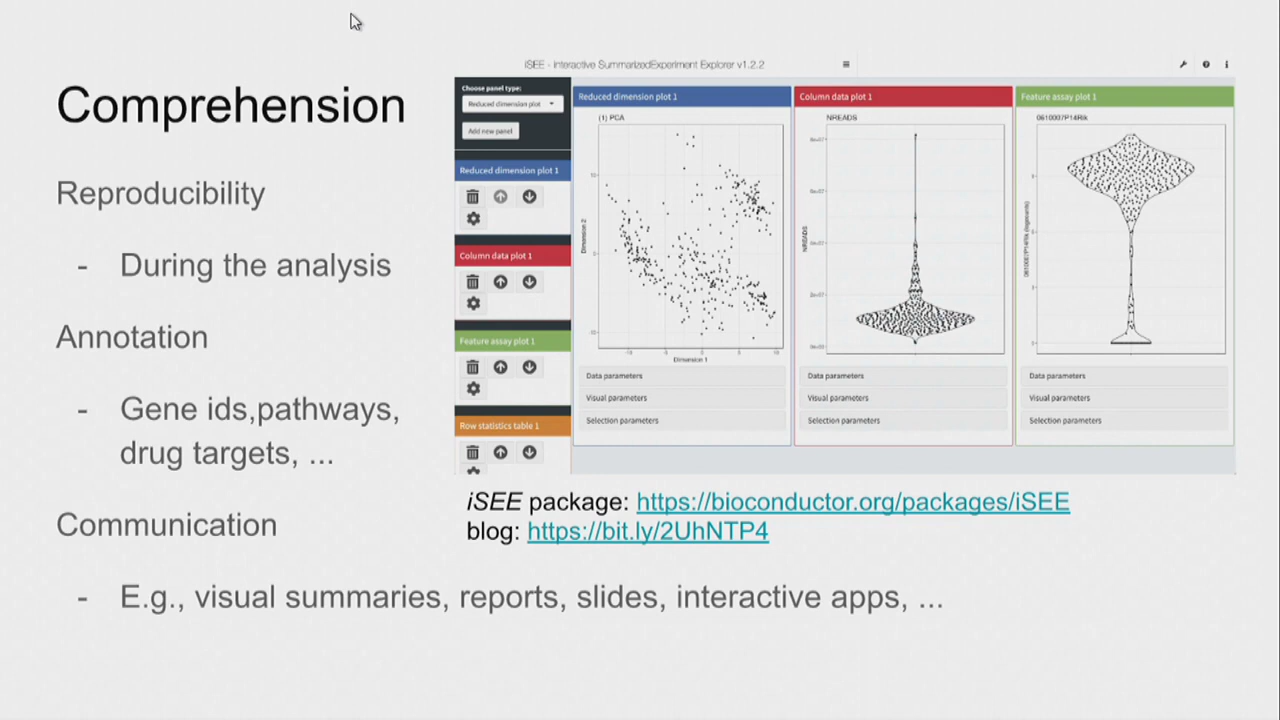 Comprehension
Reproducibility
- During the analysis
Annotation
- Gene ids,pathways,
drug targets, ...
Communication
- E.g., visual summaries, reports, slides, interactive apps, ...
iSEE - Interactive SummarizedExperiment Explorer v1.2.2
Choose panel type:
Reduced dimension plot
Add new panel
Reduced dimension plot 1
Column data plot 1
Feature assay plot 1
Row statistics table 1
Reduced dimension plot 1
(1) PCA
Dimension 2
Dimension 1
Data parameters
Visual parameters
Selection parameters
Column data plot 1
NREADS
NREADS
Data parameters
Visual parameters
Selection parameters
Feature assay plot 1
0610007P14Rik
Data parameters
Visual parameters
Selection parameters
iSEE package: https://bioconductor.org/packages/iSEE
blog: https://bit.ly/2UhNTP4